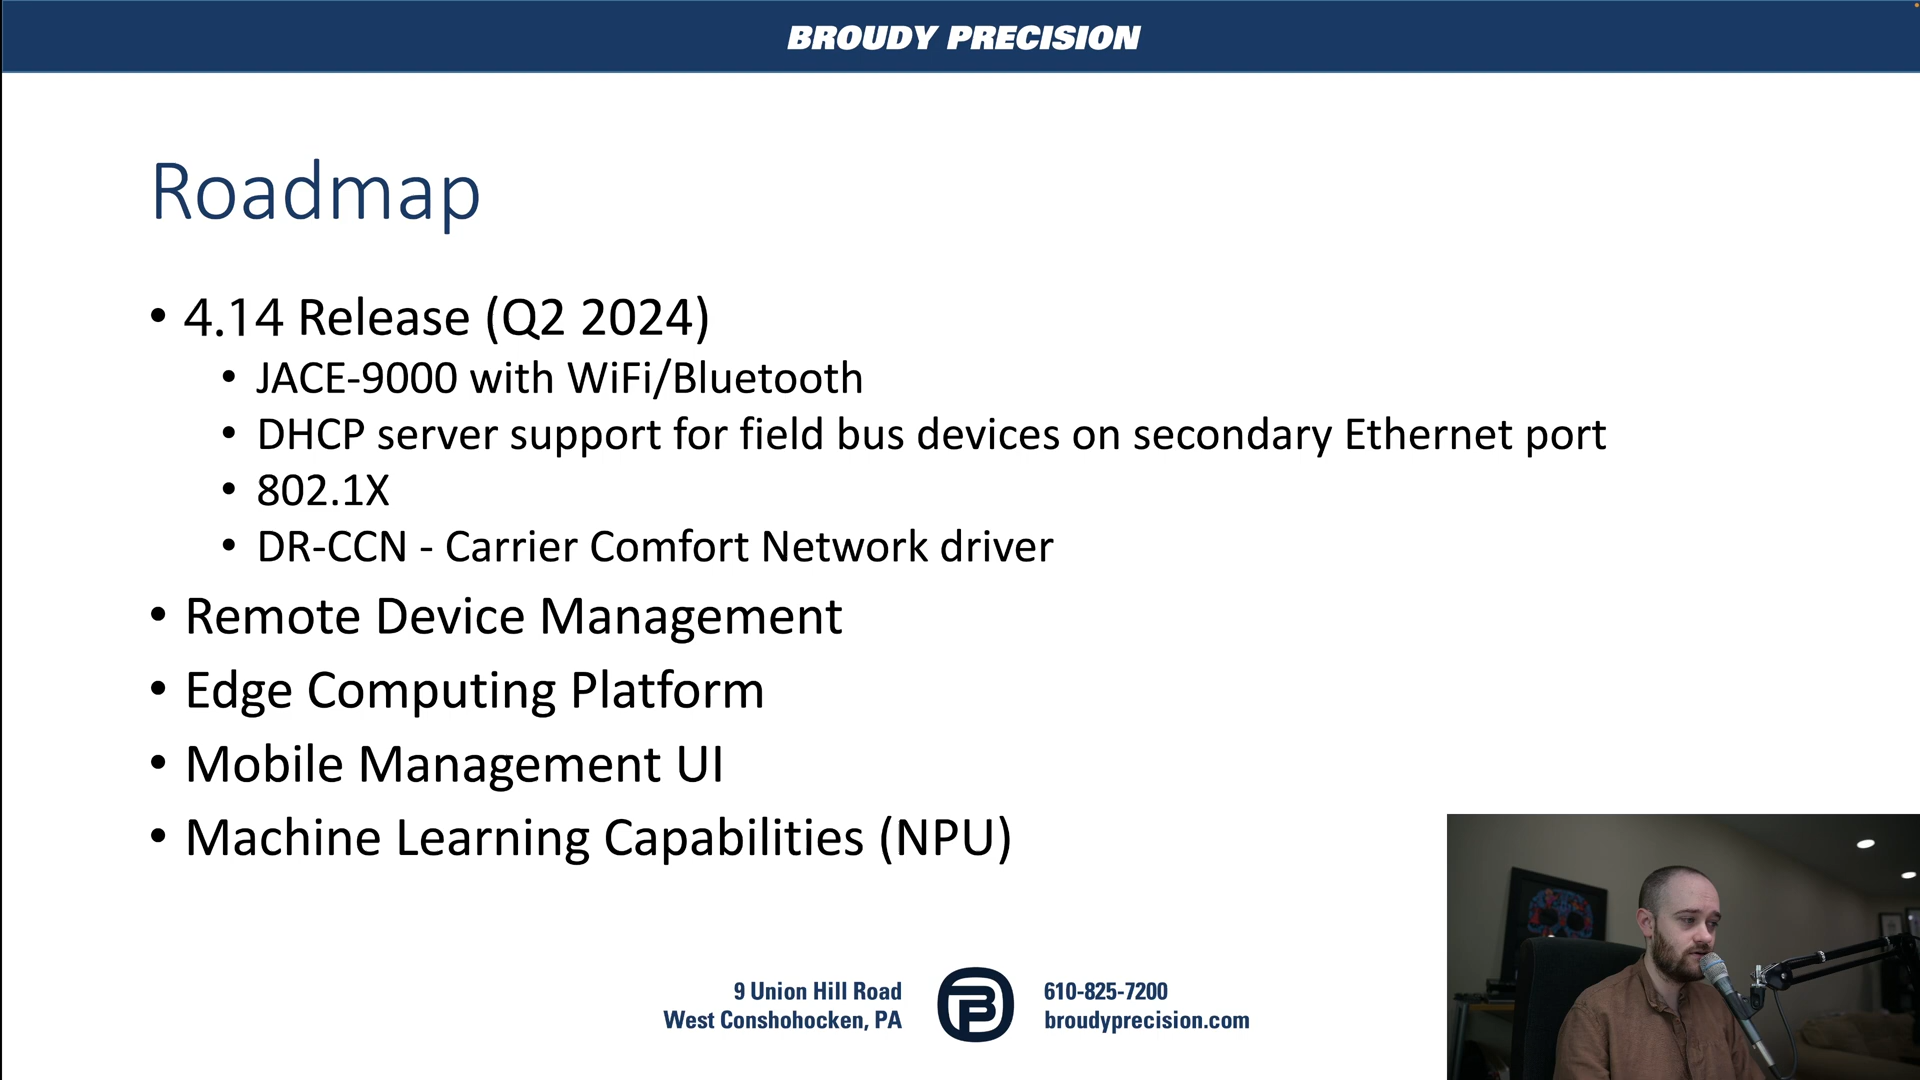 BROUDY PRECISION
Roadmap
• 4.14 Release (Q2 2024)
• JACE-9000 with WiFi/Bluetooth
• DHCP server support for field bus devices on secondary Ethernet port
• 802.1X
• DR-CCN - Carrier Comfort Network driver
• Remote Device Management
• Edge Computing Platform
• Mobile Management UI
• Machine Learning Capabilities (NPU)
9 Union Hill Road
West Conshohocken, PA
610-825-7200
broudyprecision.com